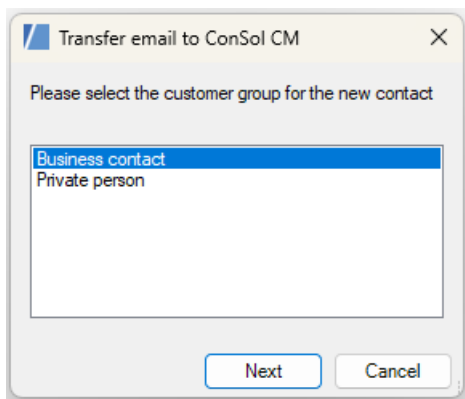 Transfer email to ConSol CM
Please select the customer group for the new contact
Business contact
Private person
Next
Cancel